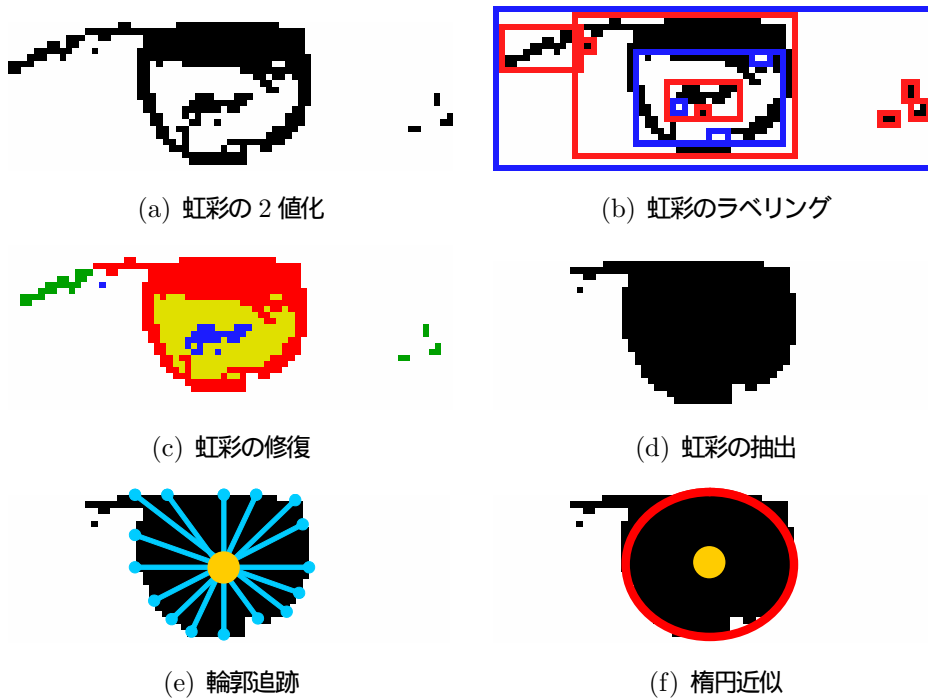 (a) 虹彩の 2 値化
(b) 虹彩のラベリング
(c) 虹彩の修復
(d) 虹彩の抽出
(e) 輪郭追跡
(f) 楕円近似